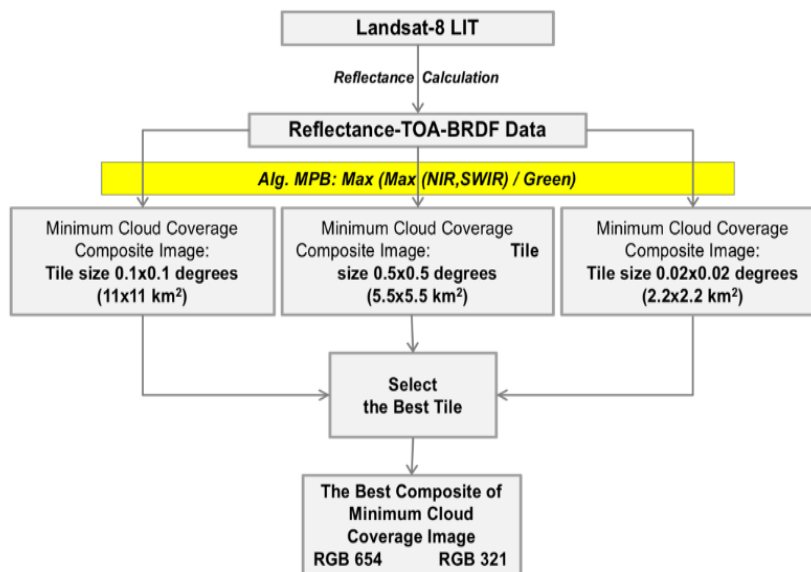 Landsat-8 LIT
Reflectance Calculation
Reflectance-TOA-BRDF Data
Alg. MPB: Max (Max (NIR,SWIR) / Green)
Minimum Cloud Coverage
Composite Image:
Tile size 0.1x0.1 degrees
(11x11 km²)
Minimum Cloud Coverage
Composite Image: Tile
size 0.5x0.5 degrees
(5.5x5.5 km²)
Minimum Cloud Coverage
Composite Image:
Tile size 0.02x0.02 degrees
(2.2x2.2 km²)
Select
the Best Tile
The Best Composite of
Minimum Cloud
Coverage Image
RGB 654 RGB 321